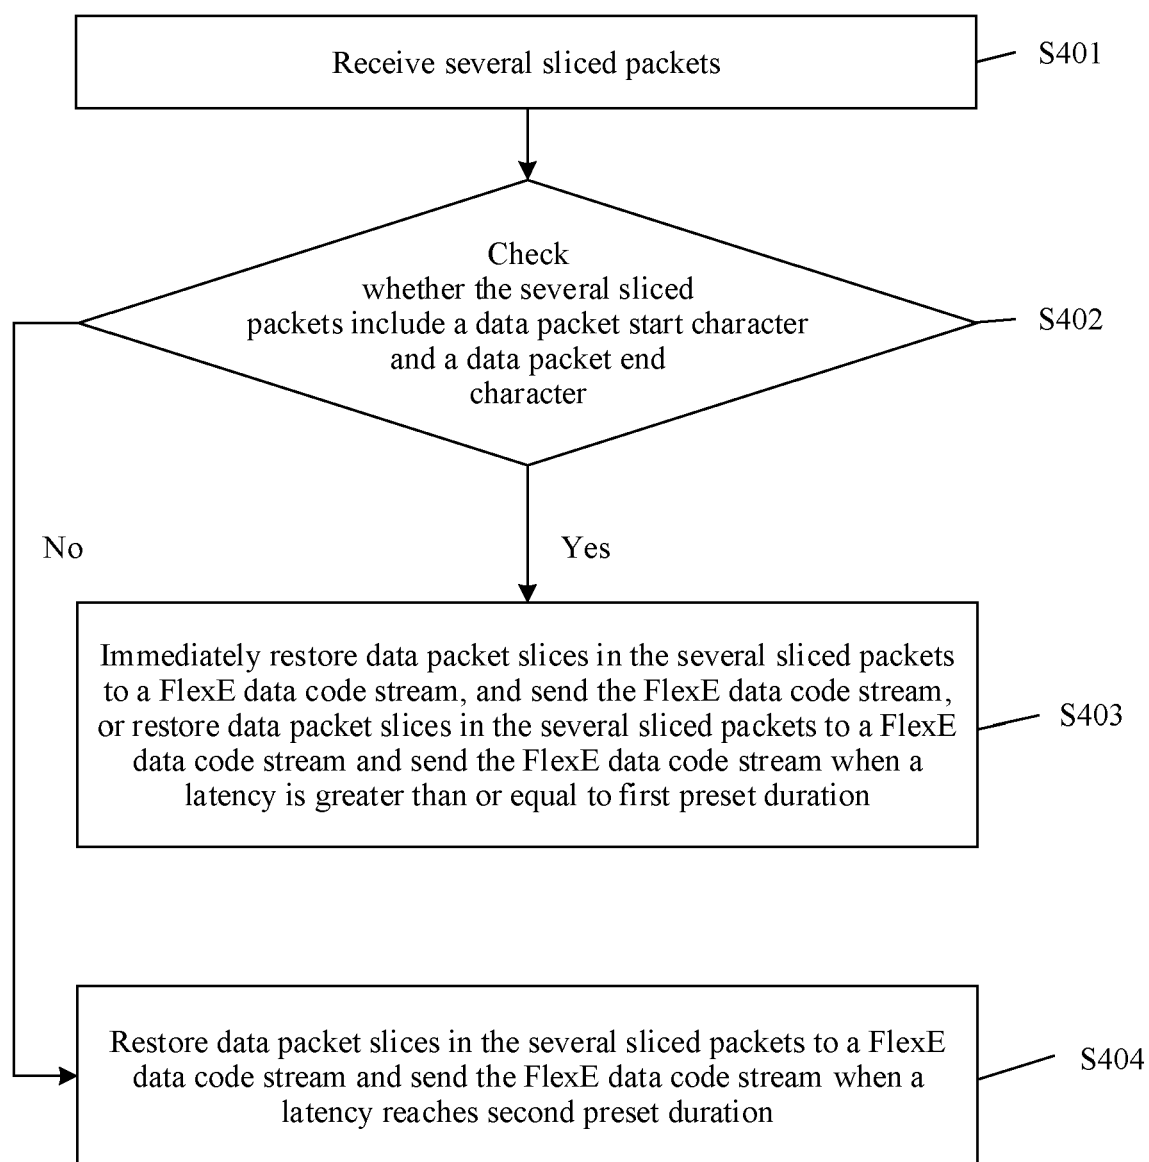 Receive several sliced packets
S401
Check
whether the several sliced
packets include a data packet start character
and a data packet end
character
S402
No
Yes
Immediately restore data packet slices in the several sliced packets
to a FlexE data code stream, and send the FlexE data code stream,
or restore data packet slices in the several sliced packets to a FlexE
data code stream and send the FlexE data code stream when a
latency is greater than or equal to first preset duration
S403
Restore data packet slices in the several sliced packets to a FlexE
data code stream and send the FlexE data code stream when a
latency reaches second preset duration
S404